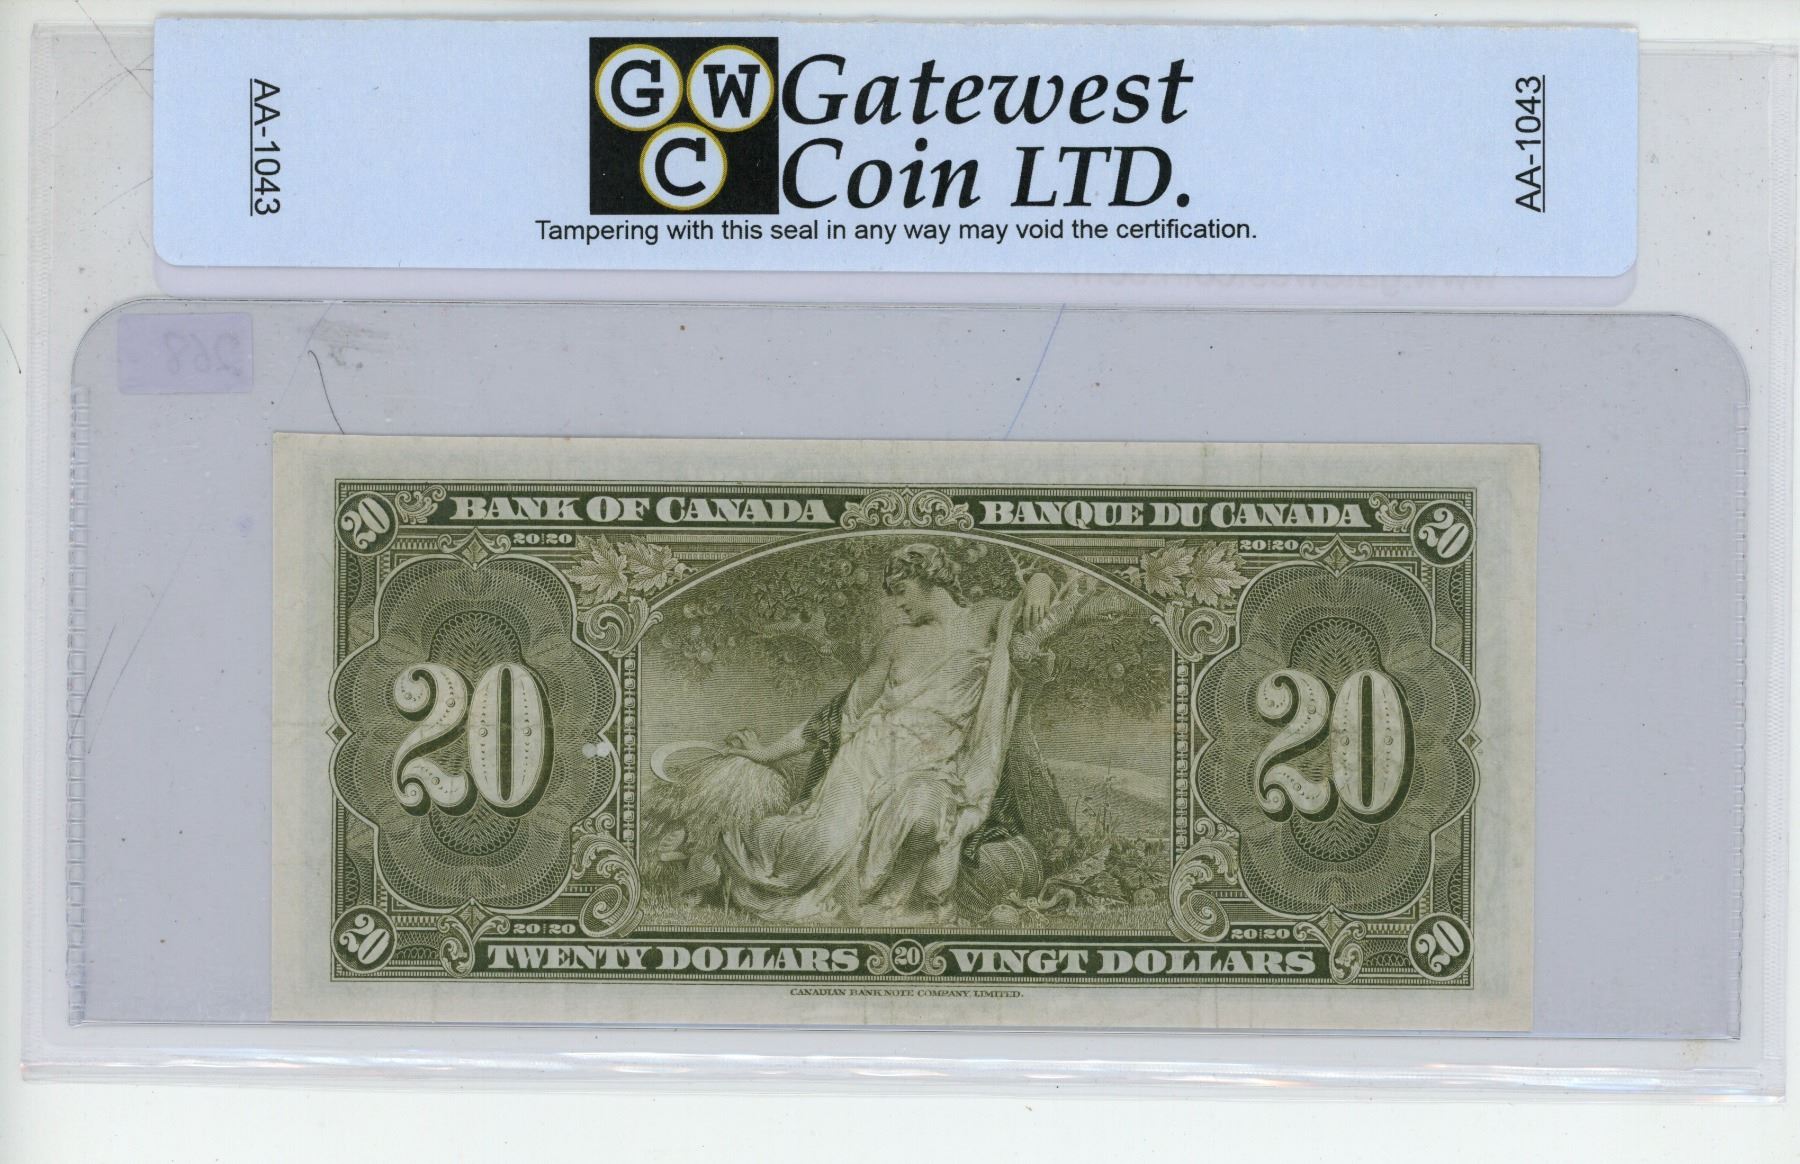 AA-1043
G W Gatewest
C Coin LTD.
AA-1043
Tampering with this seal in any way may void the certification.
268
20 BANK OF CANADA BANQUE DU CANADA 20
20 20 20 20
20 20
20 20 20 20
20 TWENTY DOLLARS 20 VINGT DOLLARS 20
CANADIAN BANK NOTE COMPANY, LIMITED.